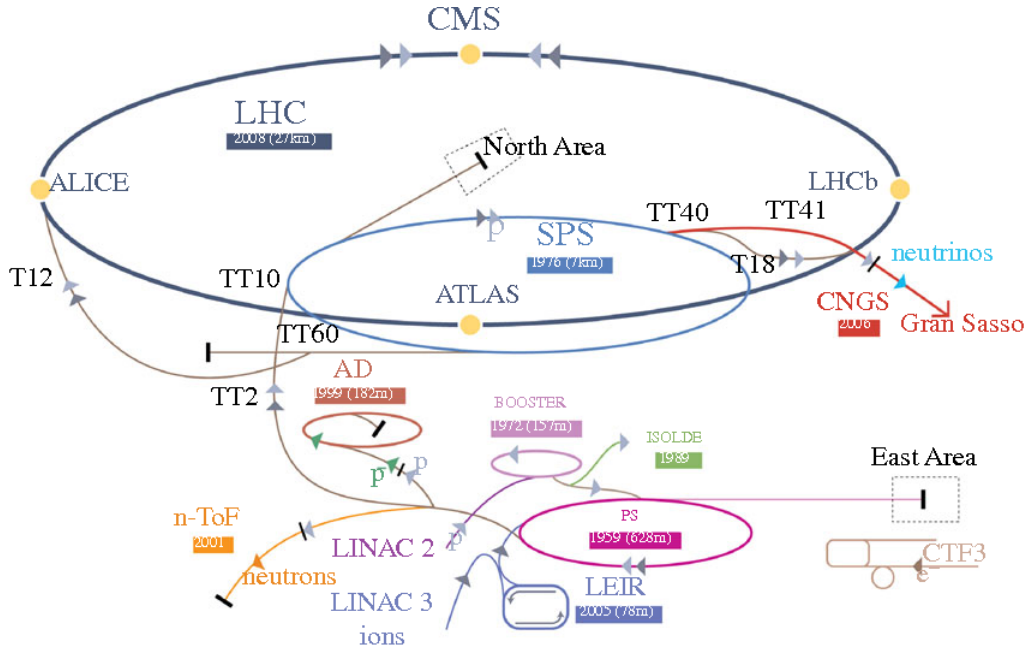 CMS
LHC
2008 (27km)
North Area
ALICE
LHCb
TT40
TT41
p
SPS
1976 (7km)
T12
TT10
T18
neutrinos
ATLAS
CNGS
2006
Gran Sasso
TT60
AD
1999 (182m)
TT2
BOOSTER
1972 (157m)
ISOLDE
1989
East Area
p
p
n-ToF
2001
PS
1959 (628m)
LINAC 2
p
neutrons
CTF3
e
LEIR
2005 (78m)
LINAC 3
ions